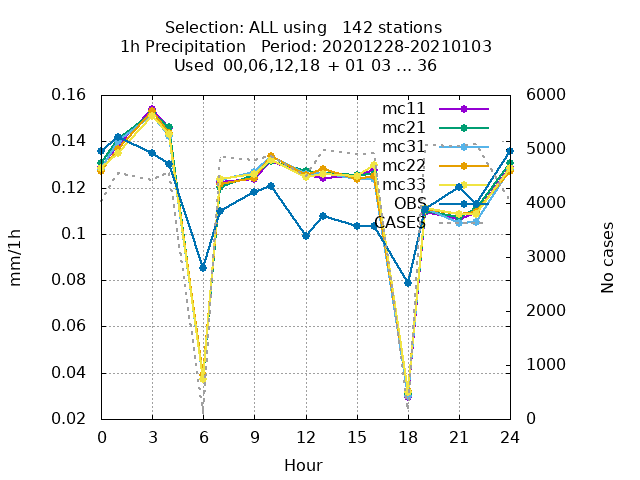 Selection: ALL using   142 stations
1h Precipitation   Period: 20201228-20210103
Used  00,06,12,18 + 01 03 ... 36
0.16
0.14
0.12
0.1
0.08
0.06
0.04
0.02
mm/1h
6000
5000
4000
3000
2000
1000
0
No cases
mc11
mc21
mc31
mc22
mc33
OBS
CASES
0 3 6 9 12 15 18 21 24
Hour